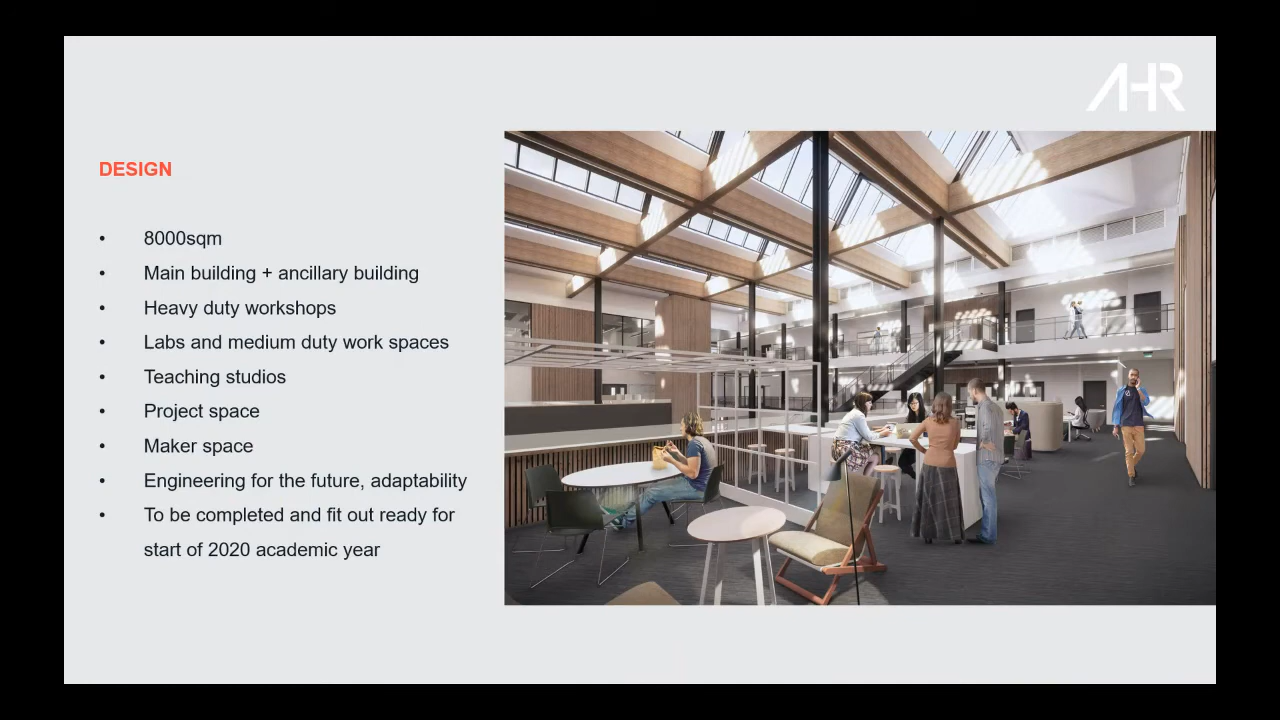 AHR
DESIGN
• 8000sqm
• Main building + ancillary building
• Heavy duty workshops
• Labs and medium duty work spaces
• Teaching studios
• Project space
• Maker space
• Engineering for the future, adaptability
• To be completed and fit out ready for
start of 2020 academic year